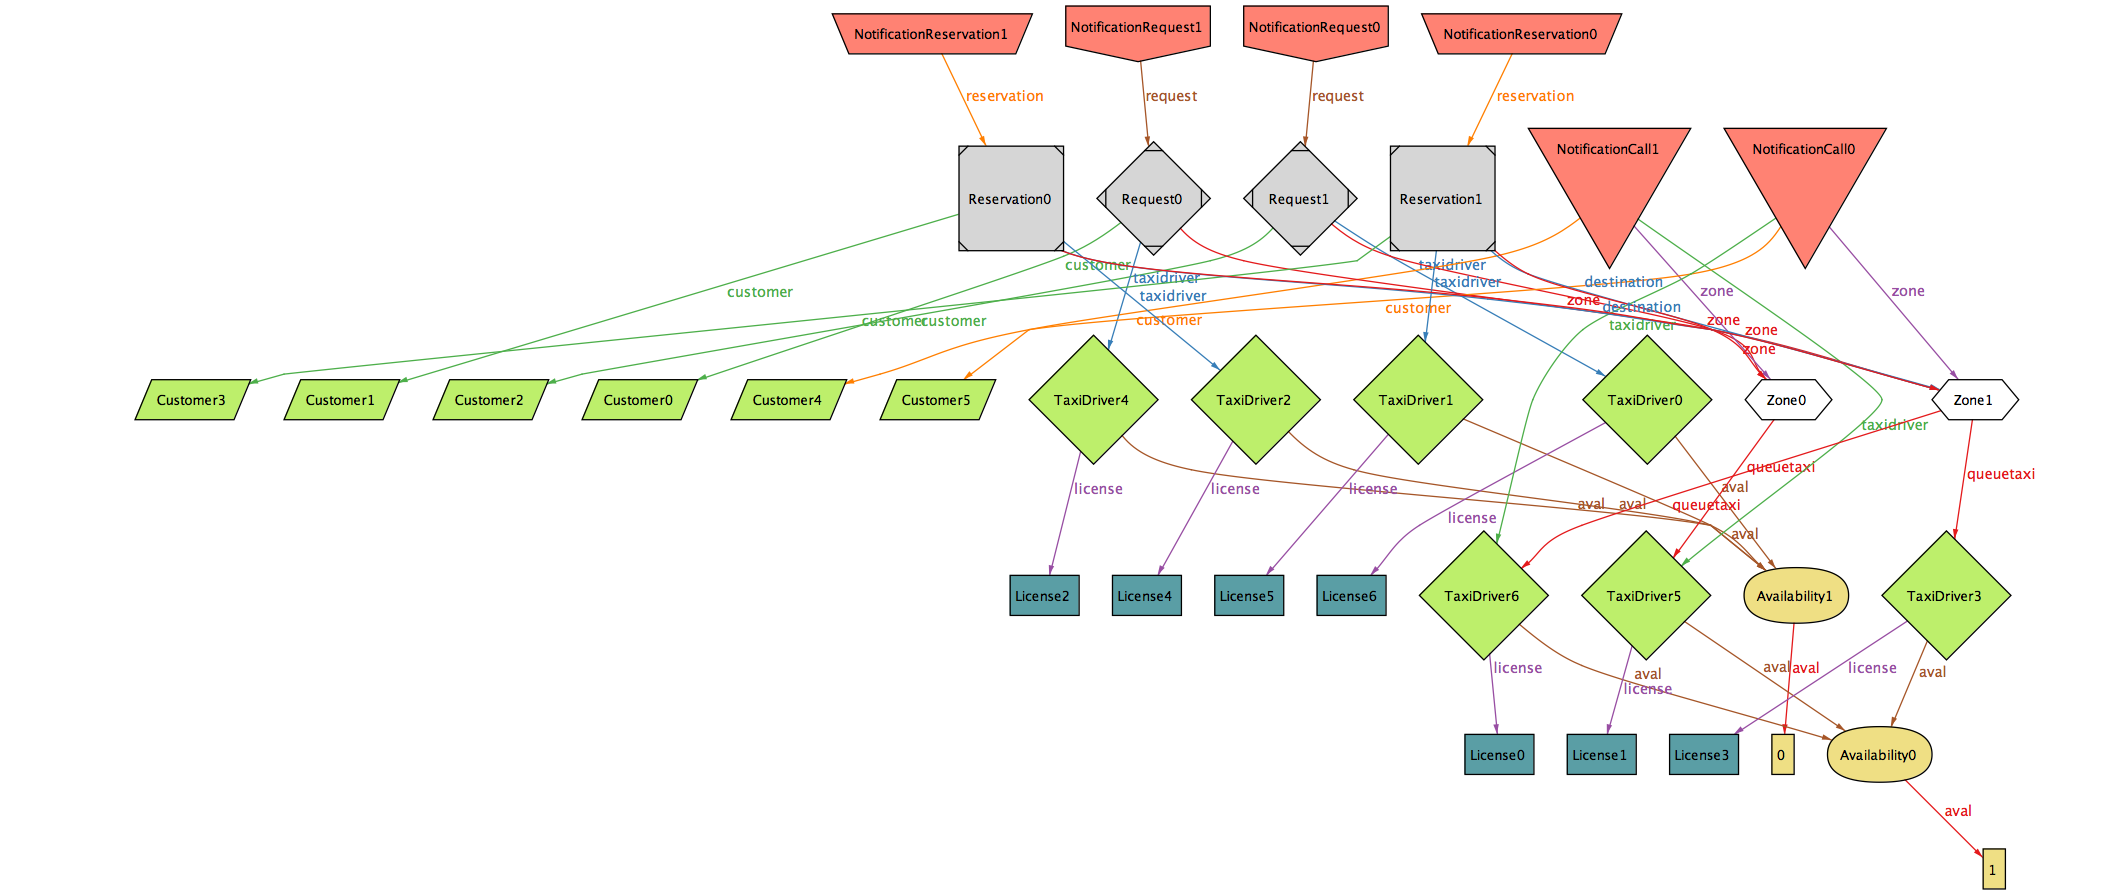 NotificationReservation1
NotificationRequest1
NotificationRequest0
NotificationReservation0
reservation
request
request
reservation
NotificationCall1
NotificationCall0
Reservation0
Request0
Request1
Reservation1
customer
taxidriver
taxidriver
taxidriver
destination
customer
taxidriver
zone
zone
zone
destination
customer
customer
customer
customer
zone
taxidriver
zone
zone
Customer3
Customer1
Customer2
Customer0
Customer4
Customer5
TaxiDriver4
TaxiDriver2
TaxiDriver1
TaxiDriver0
Zone0
Zone1
taxidriver
queuetaxi
queuetaxi
license
license
license
aval
aval
aval
queuetaxi
license
aval
License2
License4
License5
License6
TaxiDriver6
TaxiDriver5
Availability1
TaxiDriver3
license
aval
license
aval
aval
license
aval
License0
License1
License3
0
Availability0
aval
1